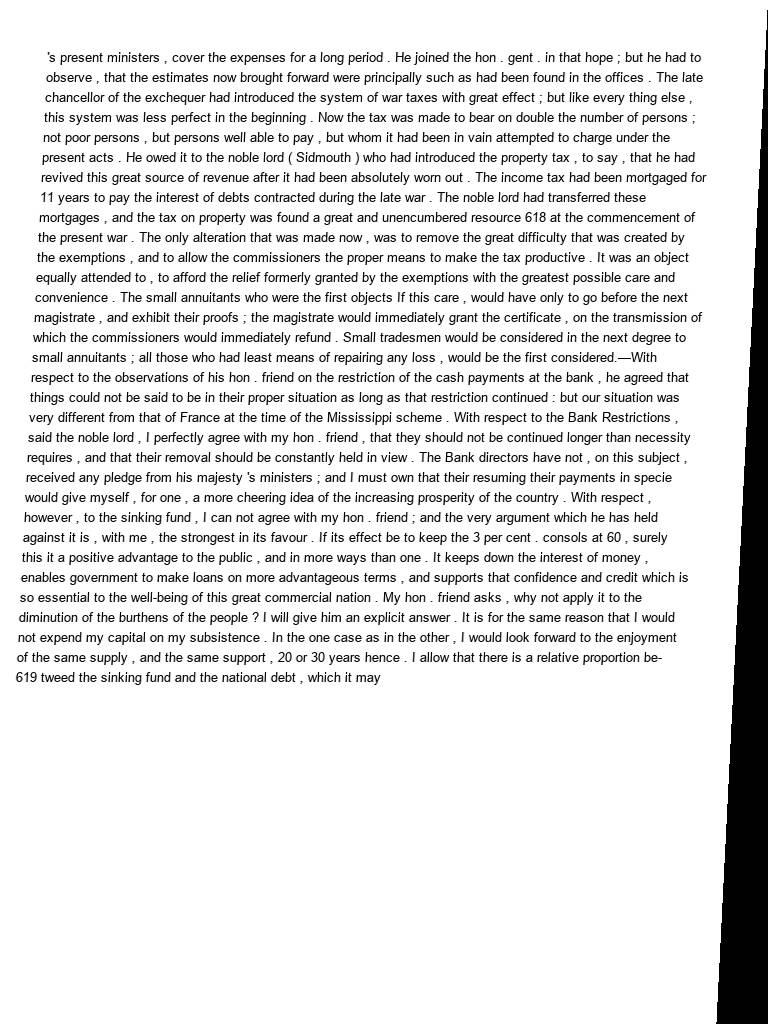 's present ministers , cover the expenses for a long period . He joined the hon . gent . in that hope ; but he had to
observe , that the estimates now brought forward were principally such as had been found in the offices . The late
chancellor of the exchequer had introduced the system of war taxes with great effect ; but like every thing else ,
this system was less perfect in the beginning . Now the tax was made to bear on double the number of persons ;
not poor persons , but persons well able to pay , but whom it had been in vain attempted to charge under the
present acts . He owed it to the noble lord ( Sidmouth ) who had introduced the property tax , to say , that he had
revived this great source of revenue after it had been absolutely worn out . The income tax had been mortgaged for
11 years to pay the interest of debts contracted during the late war . The noble lord had transferred these
mortgages , and the tax on property was found a great and unencumbered resource 618 at the commencement of
the present war . The only alteration that was made now , was to remove the great difficulty that was created by
the exemptions , and to allow the commissioners the proper means to make the tax productive . It was an object
equally attended to , to afford the relief formerly granted by the exemptions with the greatest possible care and
convenience . The small annuitants who were the first objects If this care , would have only to go before the next
magistrate , and exhibit their proofs ; the magistrate would immediately grant the certificate , on the transmission of
which the commissioners would immediately refund . Small tradesmen would be considered in the next degree to
small annuitants ; all those who had least means of repairing any loss , would be the first considered.—With
respect to the observations of his hon . friend on the restriction of the cash payments at the bank , he agreed that
things could not be said to be in their proper situation as long as that restriction continued : but our situation was
very different from that of France at the time of the Mississippi scheme . With respect to the Bank Restrictions ,
said the noble lord , I perfectly agree with my hon . friend , that they should not be continued longer than necessity
requires , and that their removal should be constantly held in view . The Bank directors have not , on this subject ,
received any pledge from his majesty 's ministers ; and I must own that their resuming their payments in specie
would give myself , for one , a more cheering idea of the increasing prosperity of the country . With respect ,
however , to the sinking fund , I can not agree with my hon . friend ; and the very argument which he has held
against it is , with me , the strongest in its favour . If its effect be to keep the 3 per cent . consols at 60 , surely
this it a positive advantage to the public , and in more ways than one . It keeps down the interest of money ,
enables government to make loans on more advantageous terms , and supports that confidence and credit which is
so essential to the well-being of this great commercial nation . My hon . friend asks , why not apply it to the
diminution of the burthens of the people ? I will give him an explicit answer . It is for the same reason that I would
not expend my capital on my subsistence . In the one case as in the other , I would look forward to the enjoyment
of the same supply , and the same support , 20 or 30 years hence . I allow that there is a relative proportion be-
619 tweed the sinking fund and the national debt , which it may